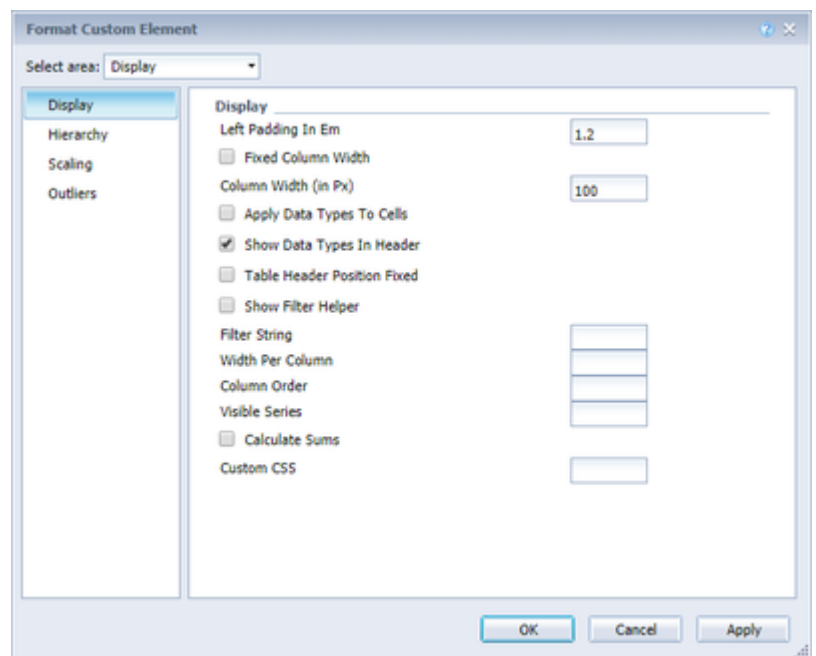 Format Custom Element
Select area: Display
Display
Hierarchy
Scaling
Outliers
Display
Left Padding In Em 1.2
Fixed Column Width
Column Width (in Px) 100
Apply Data Types To Cells
Show Data Types In Header
Table Header Position Fixed
Show Filter Helper
Filter String
Width Per Column
Column Order
Visible Series
Calculate Sums
Custom CSS
OK Cancel Apply